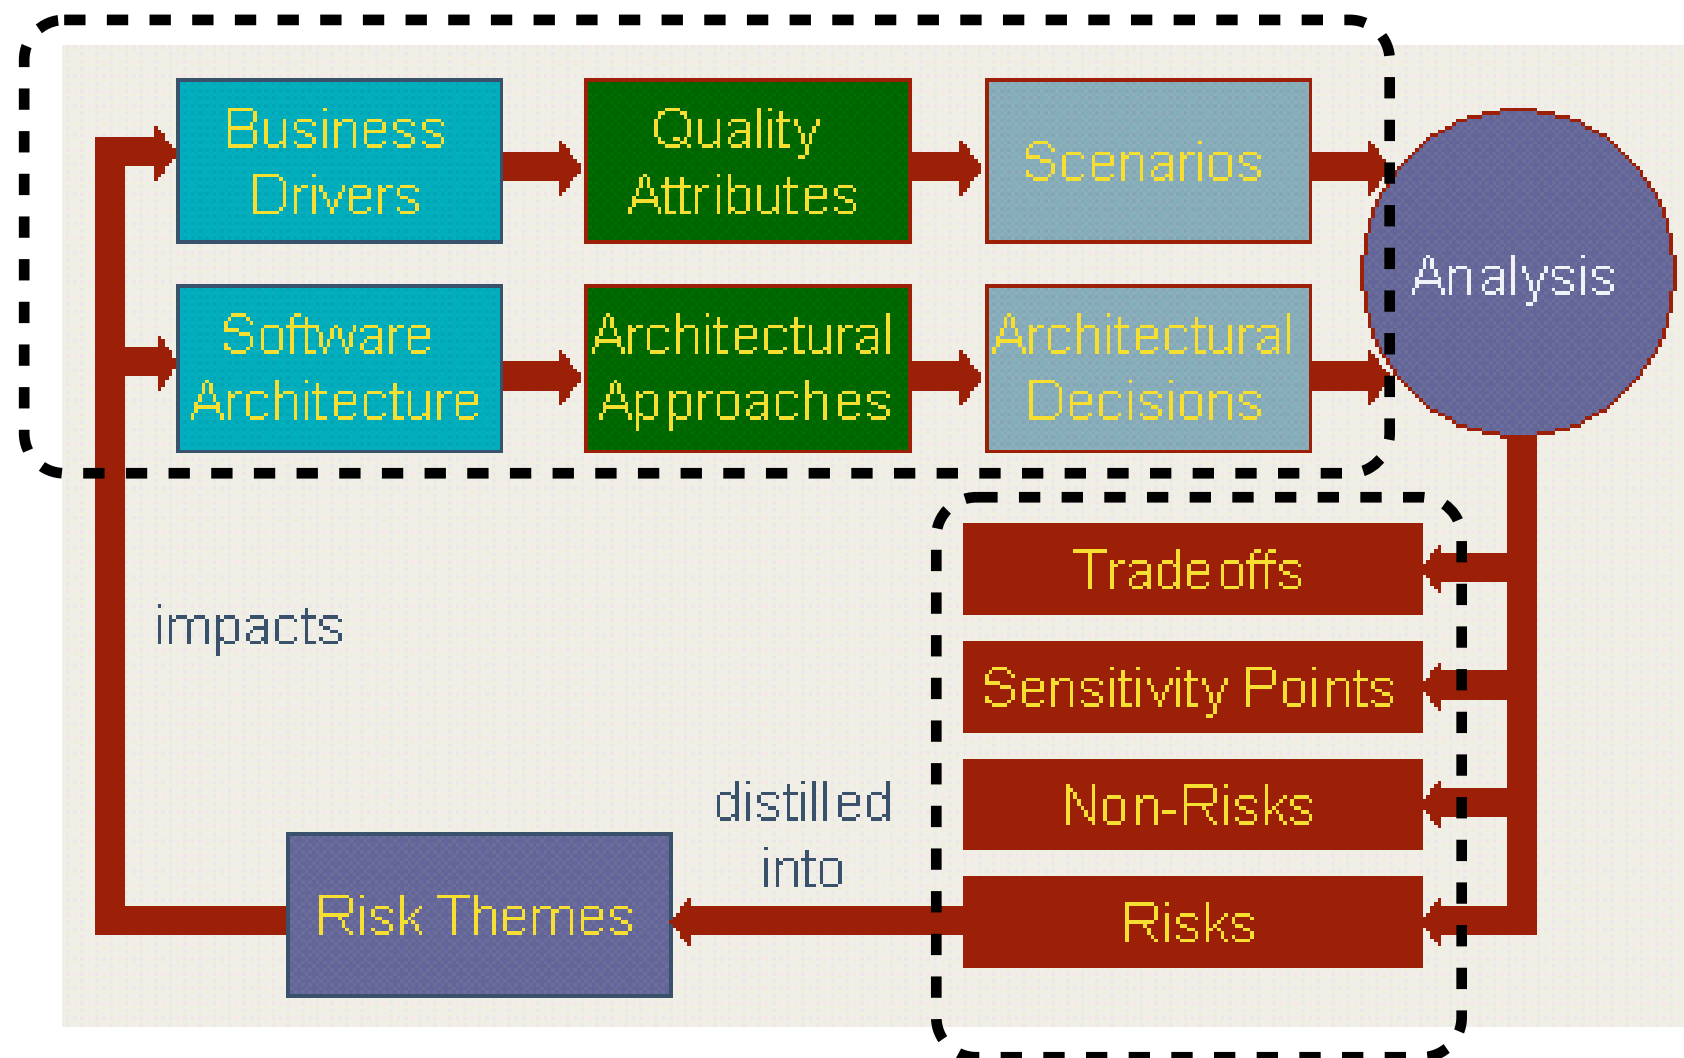 Business
Drivers
Quality
Attributes
Scenarios
Analysis
Software
Architecture
Architectural
Approaches
Architectural
Decisions
Tradeoffs
Sensitivity Points
Non-Risks
Risks
impacts
distilled
into
Risk Themes